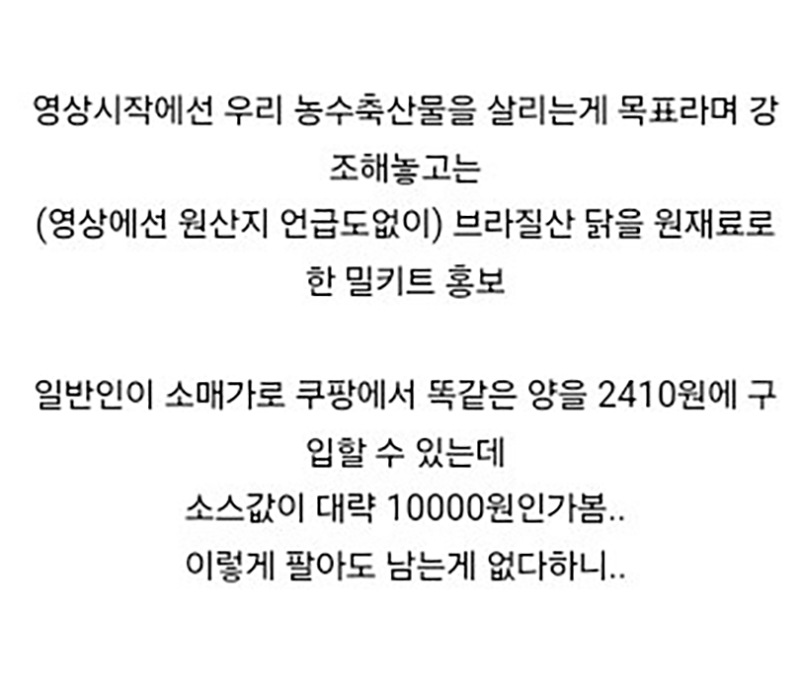 영상시작에선 우리 농수축산물을 살리는게 목표라며 강
조해놓고는
(영상에선 원산지 언급도없이) 브라질산 닭을 원재료로
한 밀키트 홍보
일반인이 소매가로 쿠팡에서 똑같은 양을 2410원에 구
입할 수 있는데
소스값이 대략 10000원인가봄..
이렇게 팔아도 남는게 없다하니..